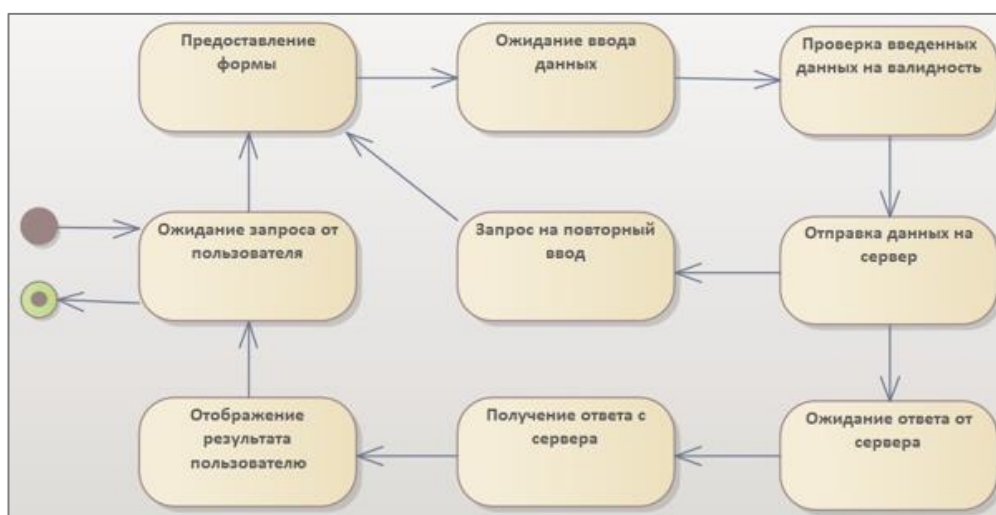 Предоставление
формы
Ожидание ввода
данных
Проверка введенных
данных на валидность
Ожидание запроса от
пользователя
Запрос на повторный
ввод
Отправка данных на
сервер
Отображение
результата
пользователю
Получение ответа с
сервера
Ожидание ответа от
сервера